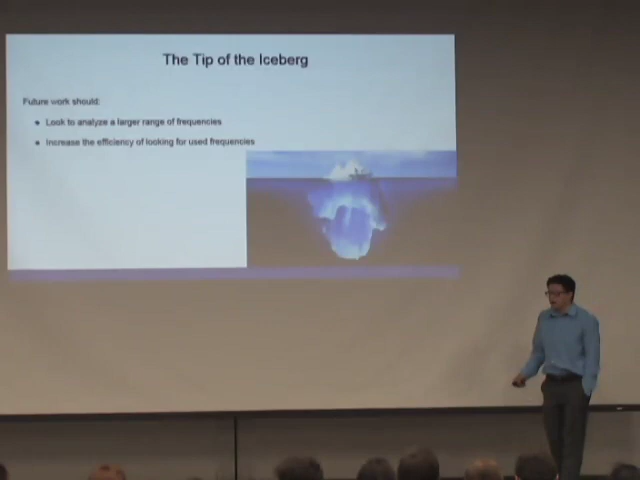 The Tip of the Iceberg
Future work should:
Look to analyze a larger range of frequencies
Increase the efficiency of looking for used frequencies